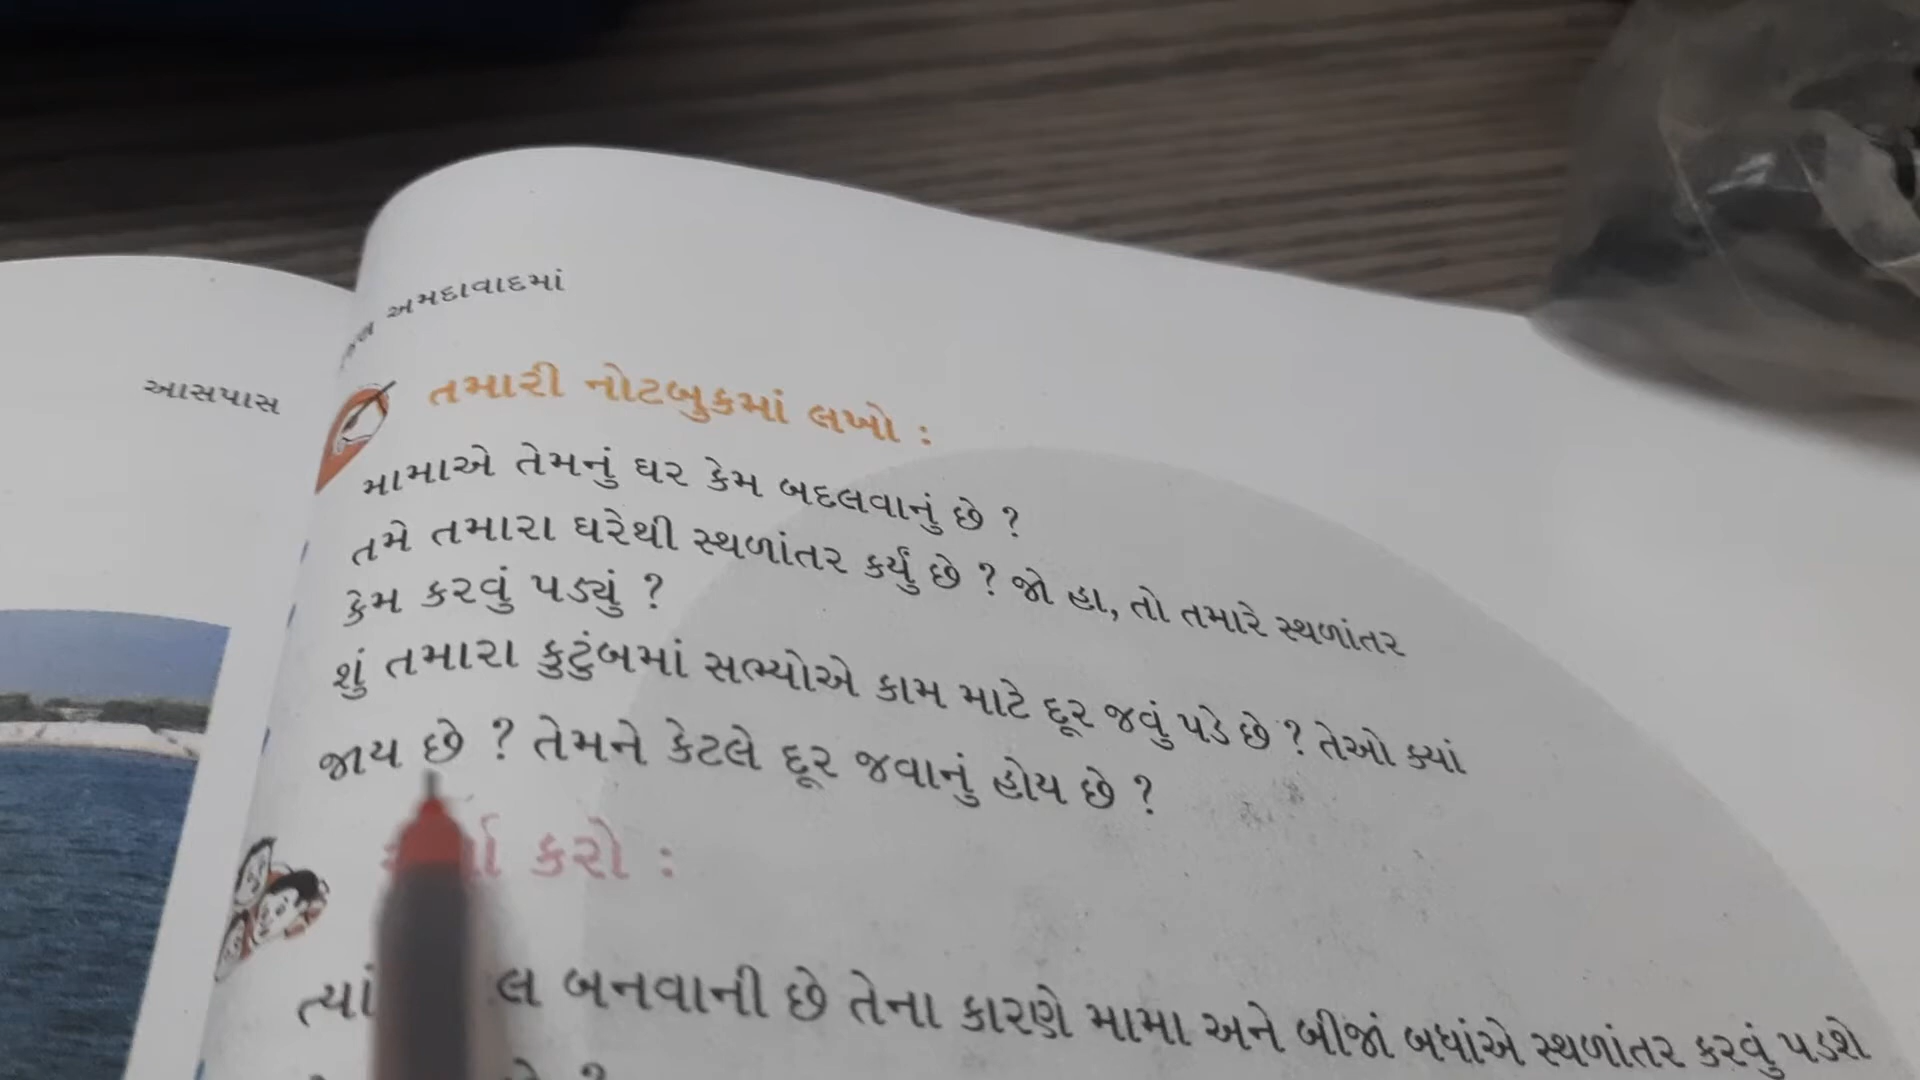 આસપાસ
અમદાવાદમાં
તમારી નોટબુકમાં લખો :
મામાએ તેમનું ઘર કેમ બદલવાનું છે ?
તમે તમારા ઘરેથી સ્થળાંતર કર્યું છે ? જો હા, તો તમારે સ્થળાંતર
કેમ કરવું પડ્યું ?
શું તમારા કુટુંબમાં સભ્યોએ કામ માટે દૂર જવું પડે છે ? તેઓ ક્યાં
જાય છે ? તેમને કેટલે દૂર જવાનું હોય છે ?
કરો :
ત્યાં બનવાની છે તેના કારણે મામા અને બીજાં બધાંએ સ્થળાંતર કરવું પડશે